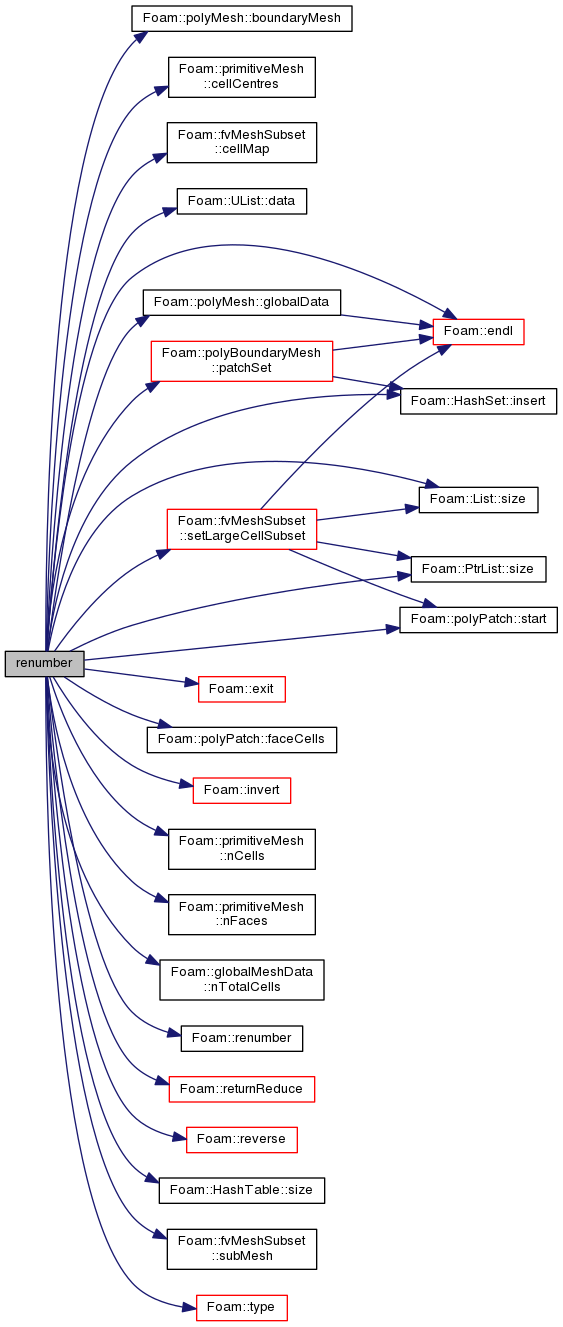 Foam::polyMesh::boundaryMesh
Foam::primitiveMesh
::cellCentres
Foam::fvMeshSubset
::cellMap
Foam::UList::data
Foam::polyMesh::globalData
Foam::endl
Foam::polyBoundaryMesh
::patchSet
Foam::HashSet::insert
Foam::List::size
Foam::fvMeshSubset
::setLargeCellSubset
Foam::PtrList::size
Foam::polyPatch::start
renumber
Foam::exit
Foam::polyPatch::faceCells
Foam::invert
Foam::primitiveMesh
::nCells
Foam::primitiveMesh
::nFaces
Foam::globalMeshData
::nTotalCells
Foam::renumber
Foam::returnReduce
Foam::reverse
Foam::HashTable::size
Foam::fvMeshSubset
::subMesh
Foam::type